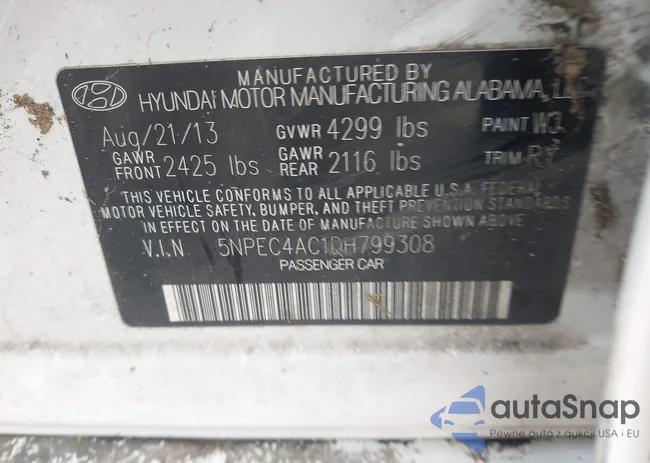 MANUFACTURED BY
HYUNDAI MOTOR MANUFACTURING ALABAMA,
Aug/21/13 GVWR 4299 lbs PAINT W3
GAWR FRONT 2425 lbs GAWR REAR 2116 lbs TRIM RY
THIS VEHICLE CONFORMS TO ALL APPLICABLE U.S.A. FEDERAL
MOTOR VEHICLE SAFETY, BUMPER, AND THEFT PREVENTION STANDARDS
IN EFFECT ON THE DATE OF MANUFACTURE SHOWN ABOVE.
V.I.N 5NPEC4AC1DH799308
PASSENGER CAR
autoSnap
Pewne auta z aukcji USA i EU